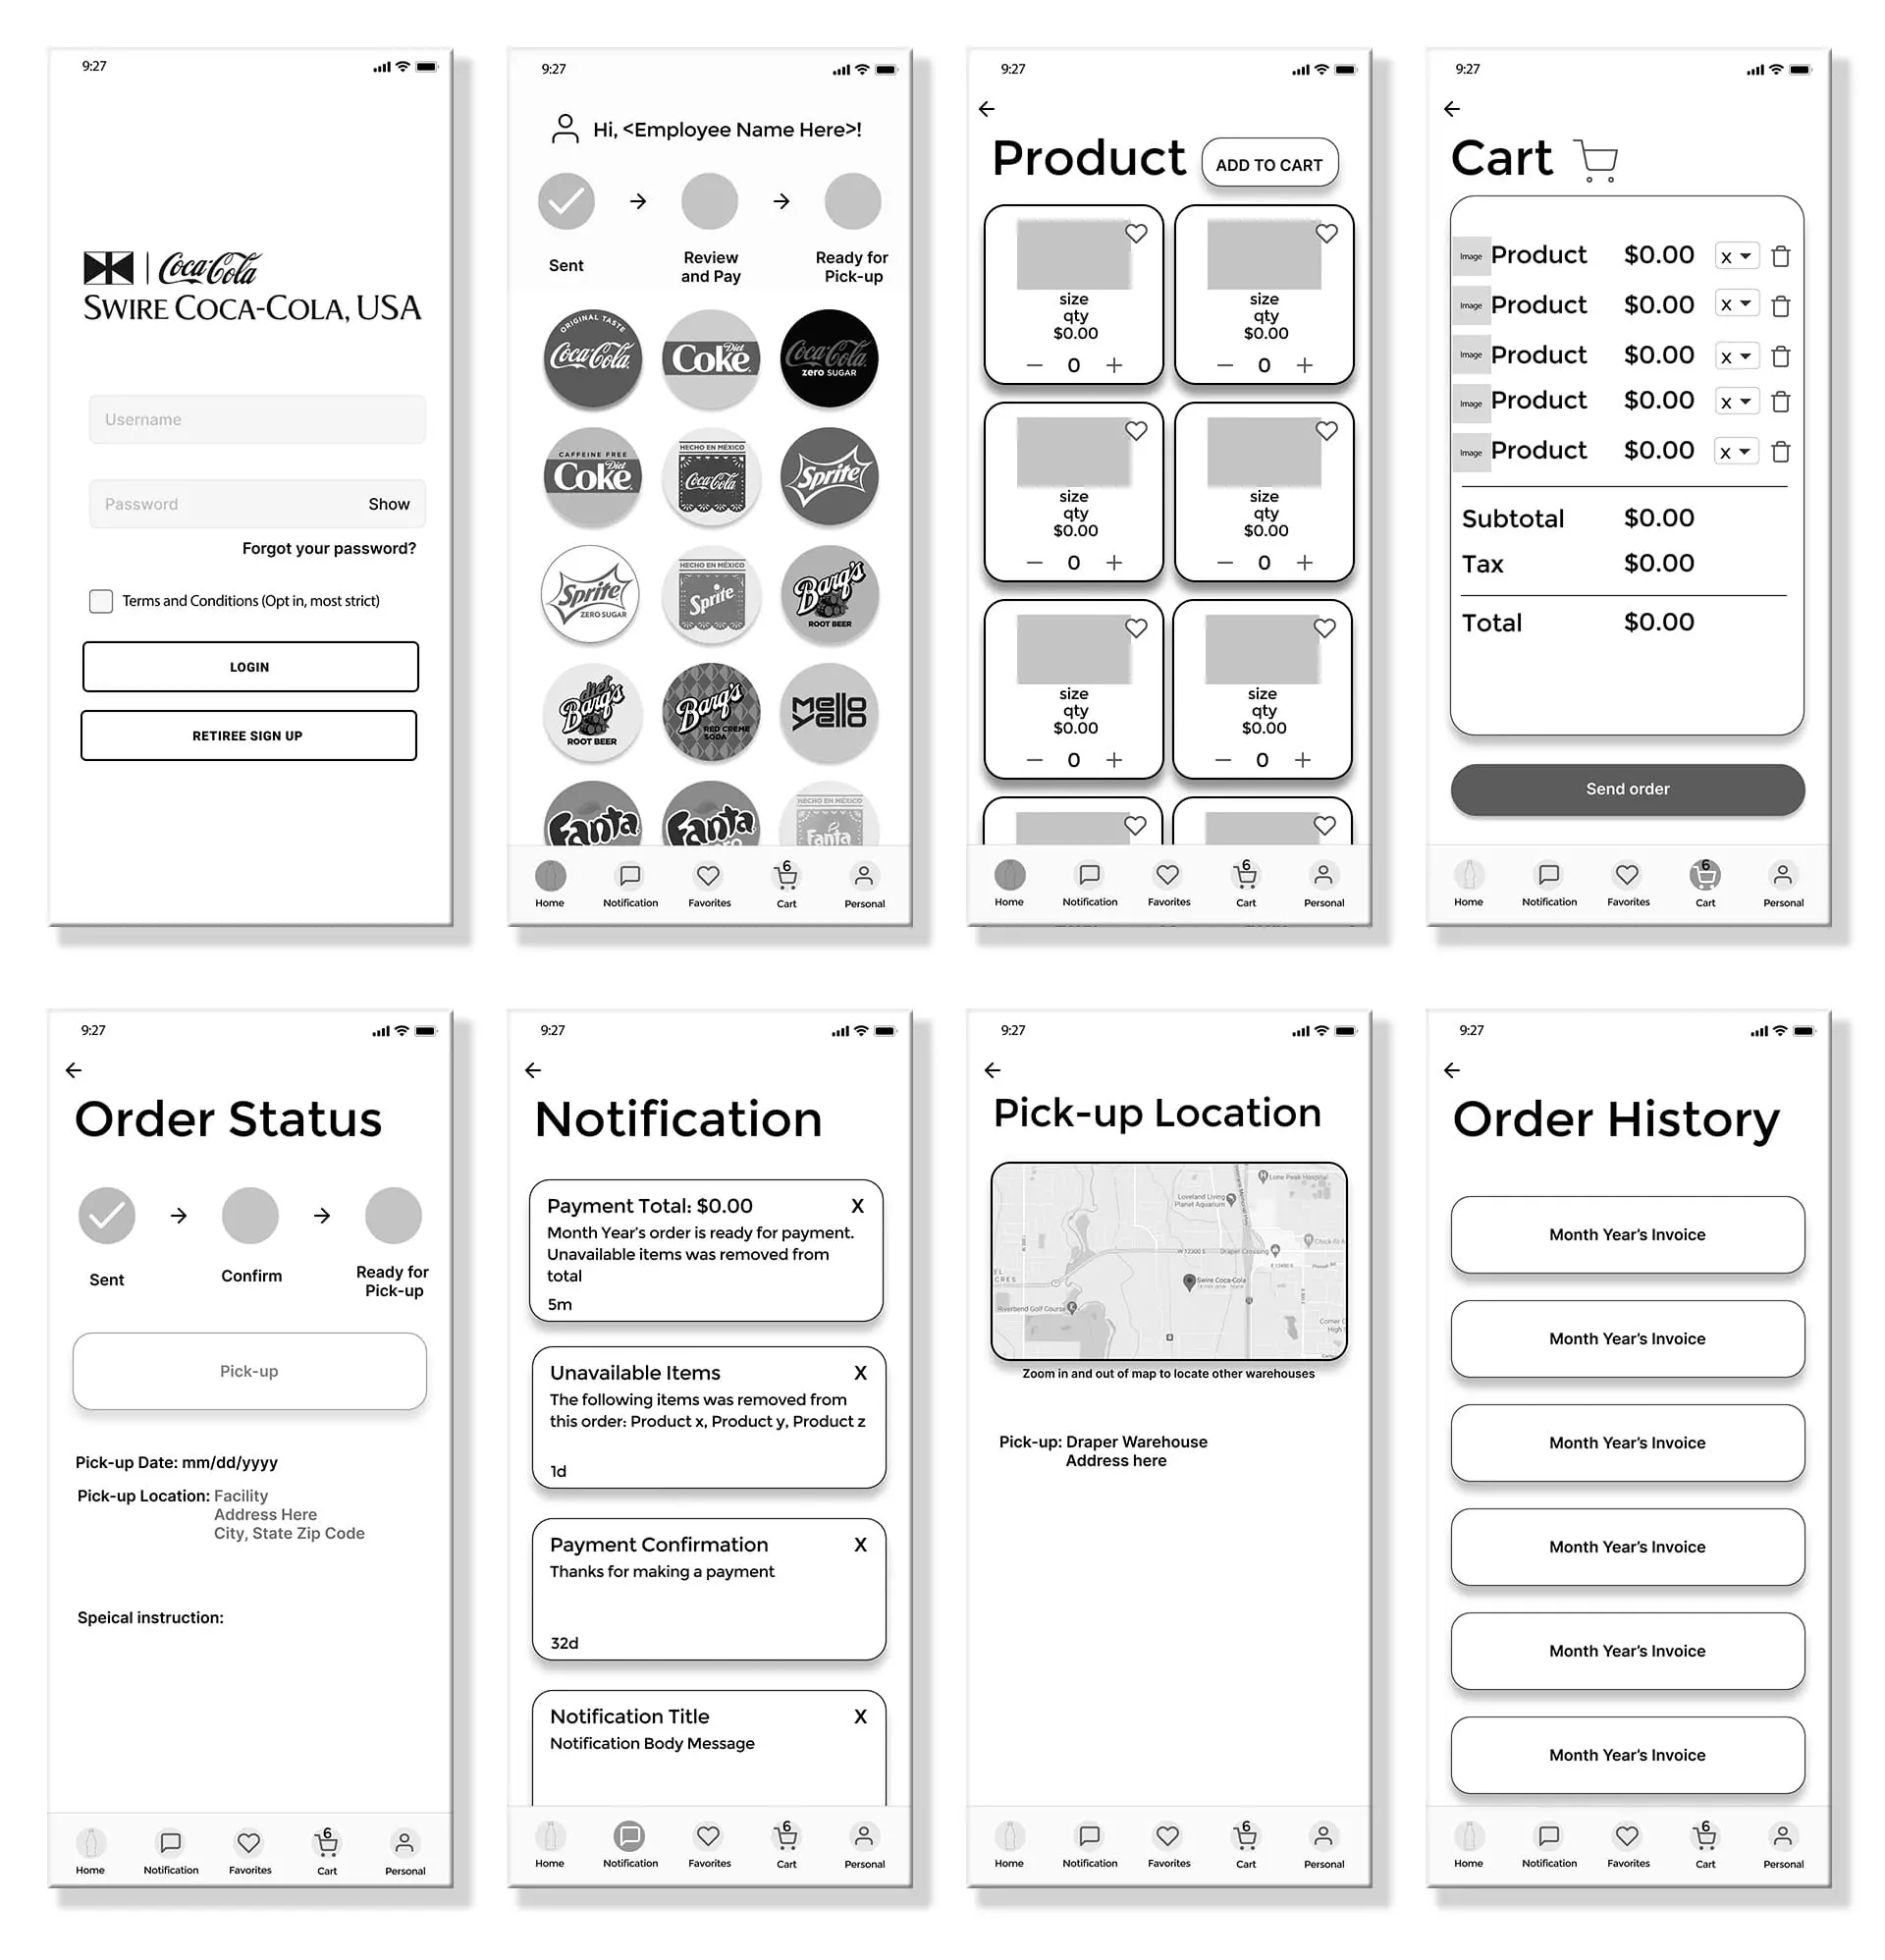 9:27
Coca-Cola
SWIRE COCA-COLA, USA
Username
Password Show
Forgot your password?
Terms and Conditions (Opt in, most strict)
LOGIN
RETIREE SIGN UP
9:27
Hi, <Employee Name Here>!
Sent
Review
and Pay
Ready for
Pick-up
ORIGINAL TASTE
Coca-Cola
Diet
Coke
Coca-Cola
zero SUGAR
CAFFEINE FREE
Diet
Coke
HECHO EN MÉXICO
Coca-Cola
Sprite
Sprite
ZERO SUGAR
HECHO EN MÉXICO
Sprite
Barq's
ROOT BEER
diet
Barq's
ROOT BEER
Barq's
RED CREME
SODA
Mello
Yello
Fanta
Fanta
HECHO EN MÉXICO
Fanta
6
Home Notification Favorites Cart Personal
9:27
Product ADD TO CART
size
qty
$0.00
— 0 +
size
qty
$0.00
— 0 +
size
qty
$0.00
— 0 +
size
qty
$0.00
— 0 +
size
qty
$0.00
— 0 +
size
qty
$0.00
— 0 +
6
Home Notification Favorites Cart Personal
9:27
Cart
Image Product $0.00 x
Image Product $0.00 x
Image Product $0.00 x
Image Product $0.00 x
Image Product $0.00 x
Subtotal $0.00
Tax $0.00
Total $0.00
Send order
6
Home Notification Favorites Cart Personal
9:27
Order Status
Sent
Confirm
Ready for
Pick-up
Pick-up
Pick-up Date: mm/dd/yyyy
Pick-up Location: Facility
Address Here
City, State Zip Code
Speical instruction:
6
Home Notification Favorites Cart Personal
9:27
Notification
Payment Total: $0.00 X
Month Year's order is ready for payment.
Unavailable items was removed from
total
5m
Unavailable Items X
The following items was removed from
this order: Product x, Product y, Product z
1d
Payment Confirmation X
Thanks for making a payment
32d
Notification Title X
Notification Body Message
6
Home Notification Favorites Cart Personal
9:27
Pick-up Location
Lone Peak Hospital
Loveland Living
Planet Aquarium
Chick-fil-A
W 12300 S
Draper Crossing
Swire Coca-Cola
Riverbend Golf Course
Zoom in and out of map to locate other warehouses
Pick-up: Draper Warehouse
Address here
6
Home Notification Favorites Cart Personal
9:27
Order History
Month Year's Invoice
Month Year's Invoice
Month Year's Invoice
Month Year's Invoice
Month Year's Invoice
Month Year's Invoice
6
Home Notification Favorites Cart Personal